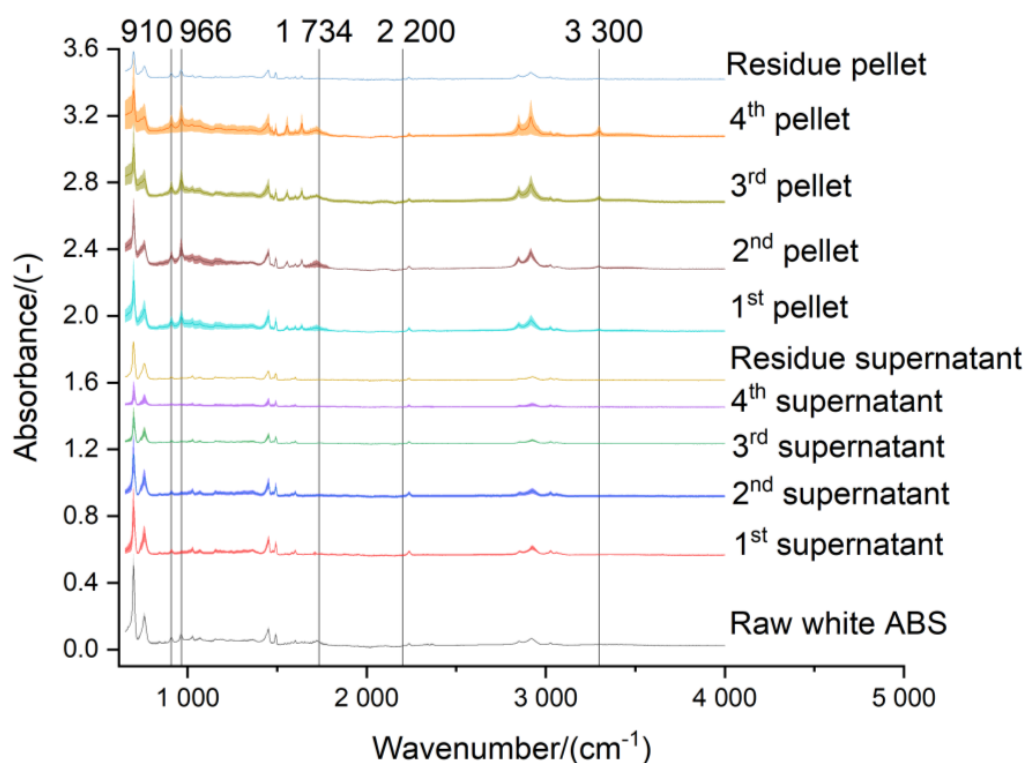 910 966 1 734 2 200 3 300
3.6
3.2
2.8
2.4
2.0
1.6
1.2
0.8
0.4
0.0
Absorbance/(-)
Residue pellet
4th pellet
3rd pellet
2nd pellet
1st pellet
Residue supernatant
4th supernatant
3rd supernatant
2nd supernatant
1st supernatant
Raw white ABS
1 000 2 000 3 000 4 000 5 000
Wavenumber/(cm-1)